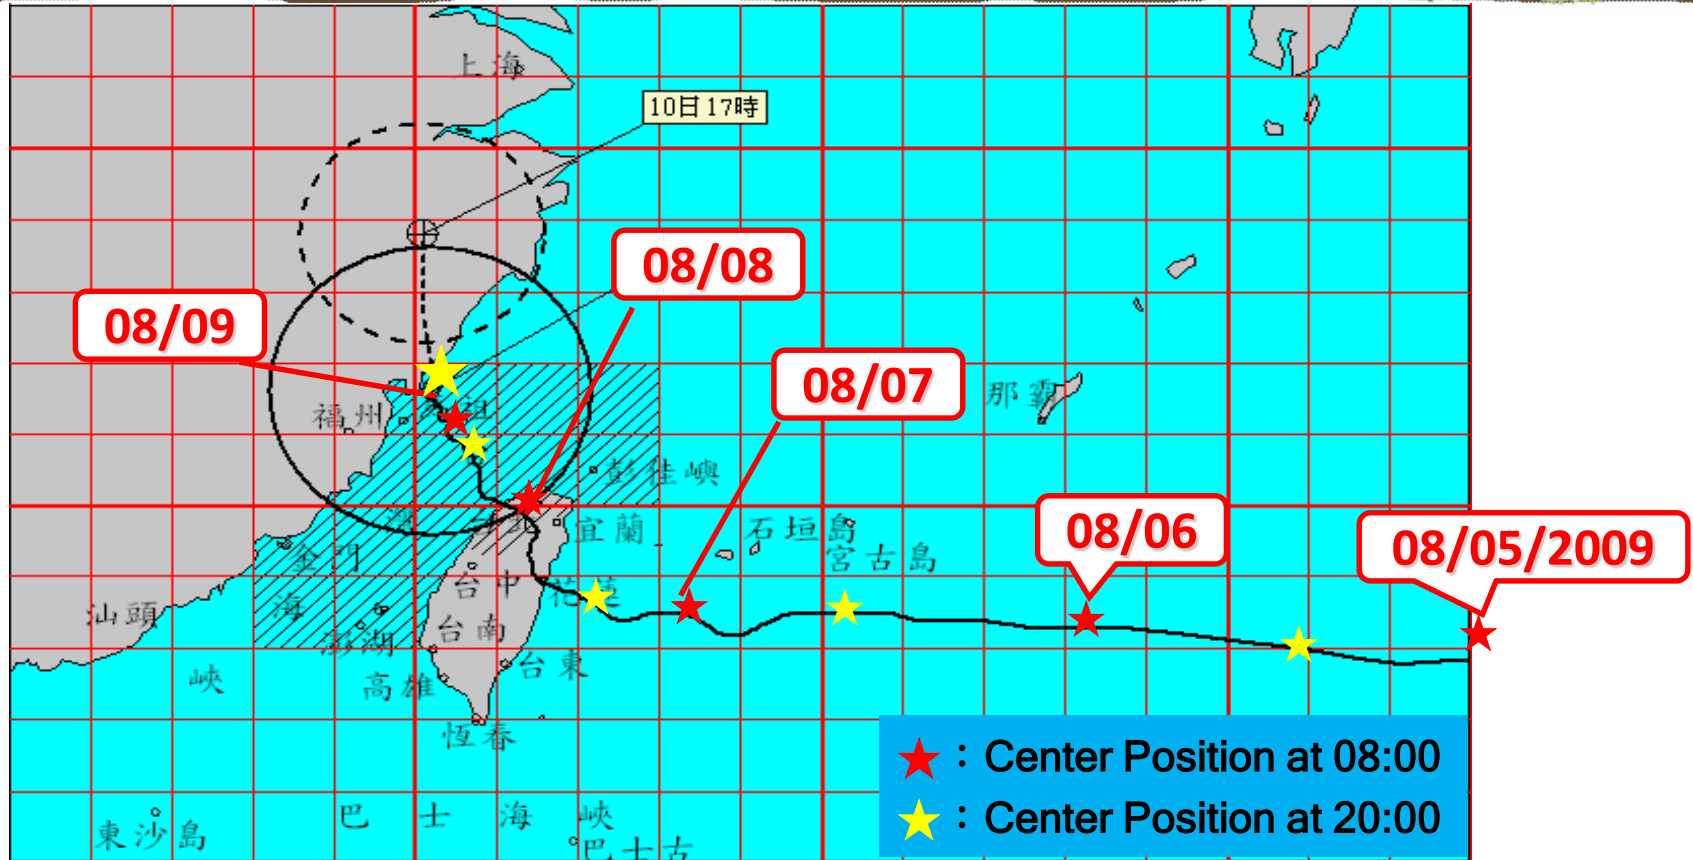 上海
10日17時
08/08
08/09
08/07
那霸
福州
彭佳嶼
宜蘭
石垣島
宮古島
08/06
08/05/2009
金門
台中
花蓮
海
汕頭
台南
澎湖
台東
峽
高雄
恆春
巴士海峽
東沙島
巴士古
：Center Position at 08:00
：Center Position at 20:00